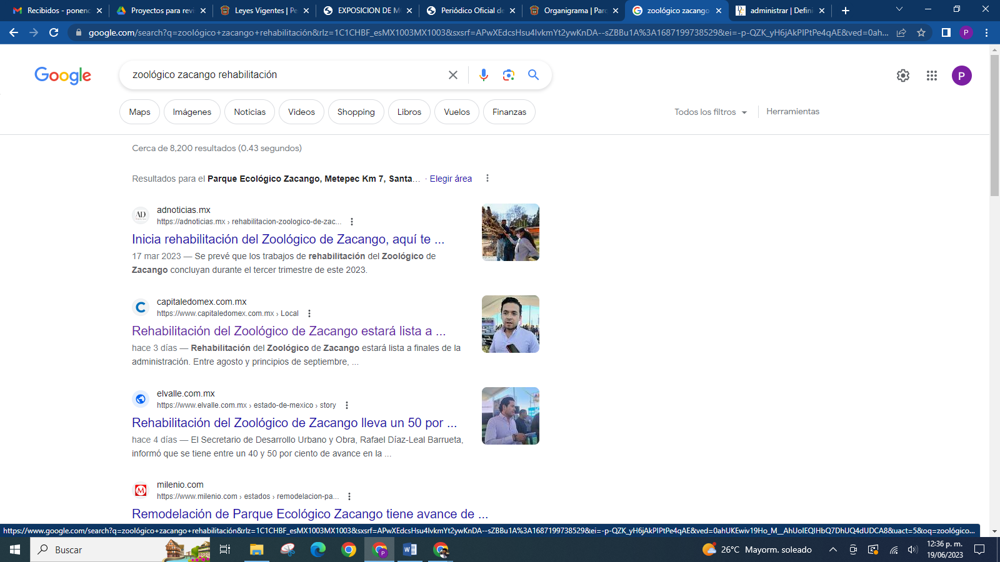 Recibidos - ponenc
Proyectos para revi
Leyes Vigentes | Pe
EXPOSICION DE M
Periódico Oficial de
Organigrama | Parq
zoológico zacango
administrar | Defini
google.com/search?q=zoológico+zacango+rehabilitación&rlz=1C1CHBF_esMX1003MX1003&sxsrf=APwXEdcsHsu4IvkmYt2ywKnDA--sZBBu1A%3A1687199738529&ei=-p-QZK_yH6jAkPIPtPe4qAE&ved=0ah...
P
Google
zoológico zacango rehabilitación
P
Maps
Imágenes
Noticias
Videos
Shopping
Libros
Vuelos
Finanzas
Todos los filtros
Herramientas
Cerca de 8,200 resultados (0.43 segundos)
Resultados para el Parque Ecológico Zacango, Metepec Km 7, Santa... · Elegir área
AD
adnoticias.mx
https://adnoticias.mx › rehabilitacion-zoologico-de-zac...
Inicia rehabilitación del Zoológico de Zacango, aquí te ...
17 mar 2023 — Se prevé que los trabajos de rehabilitación del Zoológico de
Zacango concluyan durante el tercer trimestre de este 2023.
C
capitaledomex.com.mx
https://www.capitaledomex.com.mx › Local
Rehabilitación del Zoológico de Zacango estará lista a ...
hace 3 días — Rehabilitación del Zoológico de Zacango estará lista a finales de la
administración. Entre agosto y principios de septiembre, ...
elvalle.com.mx
https://www.elvalle.com.mx › estado-de-mexico › story
Rehabilitación del Zoológico de Zacango lleva un 50 por ...
hace 4 días — El Secretario de Desarrollo Urbano y Obra, Rafael Díaz-Leal Barrueta,
informó que se tiene entre un 40 y 50 por ciento de avance en la ...
M
milenio.com
https://www.milenio.com › estados › remodelacion-pa...
Remodelación de Parque Ecológico Zacango tiene avance de ...
https://www.google.com/search?q=zoológico+zacango+rehabilitación&rlz=1C1CHBF_esMX1003MX1003&sxsrf=APwXEdcsHsu4IvkmYt2ywKnDA--sZBBu1A%3A1687199738529&ei=-p-QZK_yH6jAkPIPtPe4qAE&ved=0ahUKEwiv19Ho_M__AhUoIEQIHbQ7DhUQ4dUDCA8&uact=5&oq=zoológico...
Buscar
P
W
26°C Mayorm. soleado
12:36 p. m.
19/06/2023